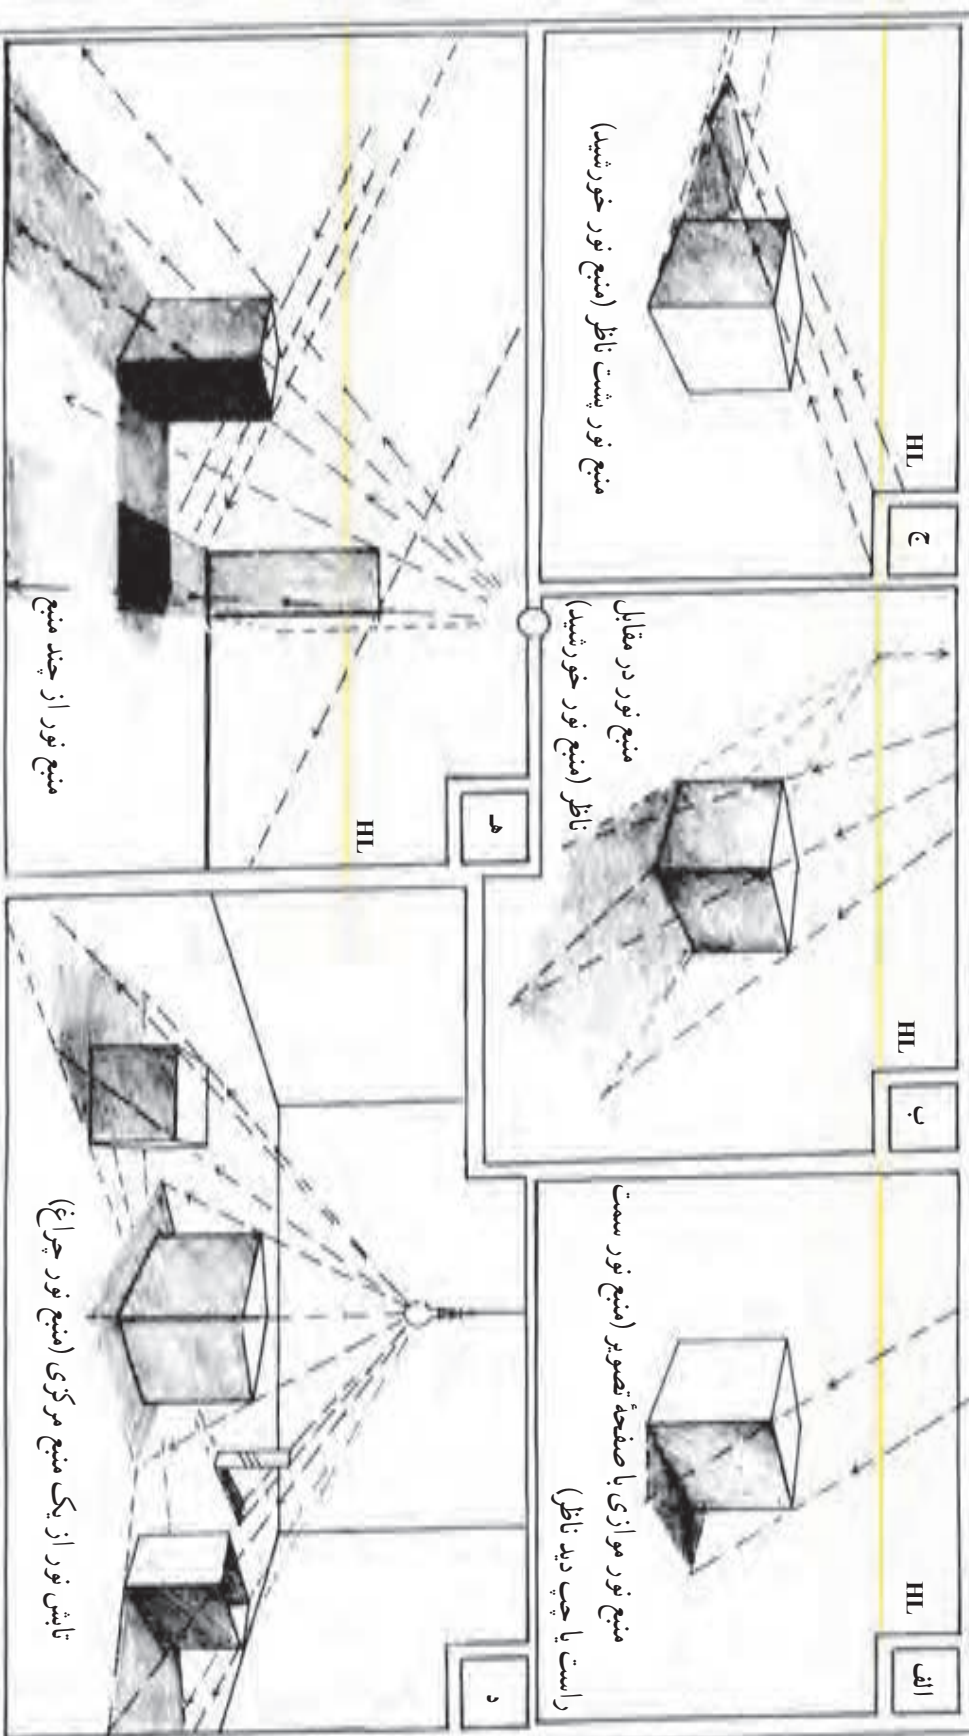 الف
HL
منبع نور موازی با صفحهٔ تصویر (منبع نور سمت
راست یا چپ دید ناظر)
ب
HL
منبع نور در مقابل
ناظر (منبع نور خورشید)
ج
HL
منبع نور پشت ناظر (منبع نور خورشید)
د
تابش نور از یک منبع مرکزی (منبع نور چراغ)
هـ
HL
منبع نور از چند منبع